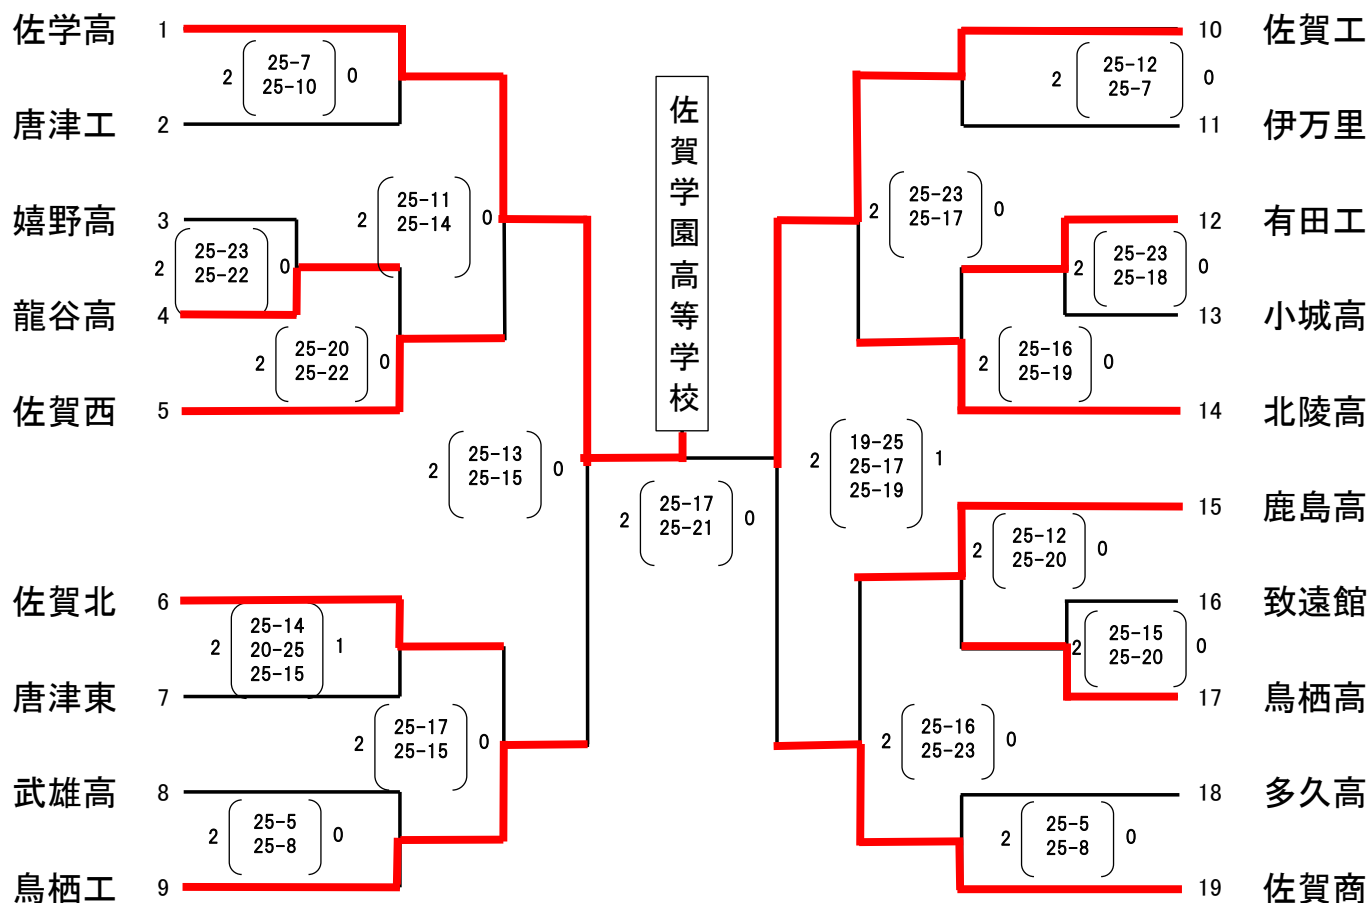 佐学高 1
2 25-7 0
25-10
唐津工 2
嬉野高 3
2 25-23 0
25-22
龍谷高 4
2 25-11 0
25-14
2 25-20 0
25-22
佐賀西 5
2 25-13 0
25-15
佐賀北 6
2 25-14 1
20-25
25-15
唐津東 7
2 25-17 0
25-15
武雄高 8
2 25-5 0
25-8
鳥栖工 9
佐賀学園高等学校
2 25-17 0
25-21
10 佐賀工
2 25-12 0
25-7
11 伊万里
2 25-23 0
25-17
12 有田工
2 25-23 0
25-18
13 小城高
2 25-16 0
25-19
14 北陵高
2 19-25 1
25-17
25-19
15 鹿島高
2 25-12 0
25-20
16 致遠館
2 25-15 0
25-20
17 鳥栖高
2 25-16 0
25-23
18 多久高
2 25-5 0
25-8
19 佐賀商